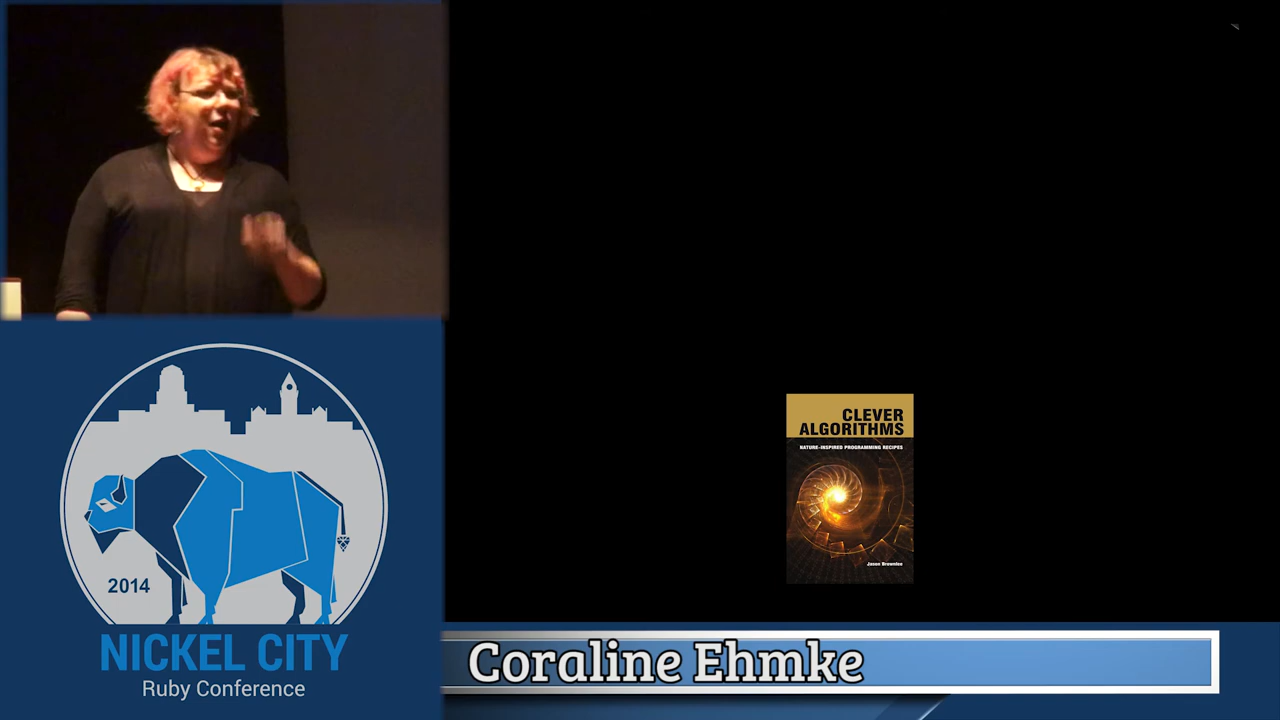 CLEVER
ALGORITHMS
NATURE-INSPIRED PROGRAMMING RECIPES
Jason Brownlee
2014
NICKEL CITY
Ruby Conference
Coraline Ehmke